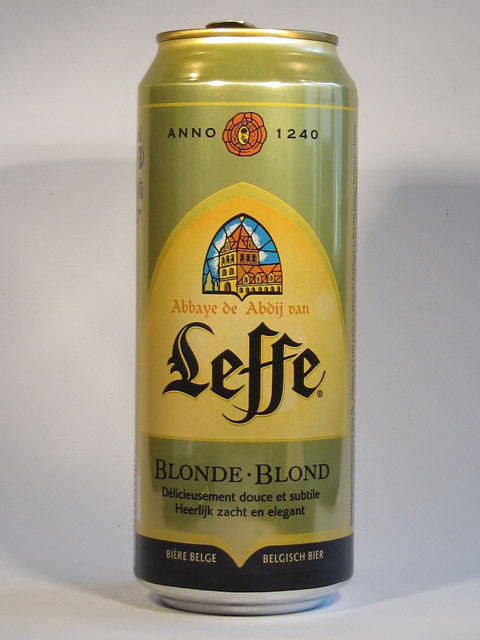 ANNO 1240
Abbaye de Abdij van
Leffe®
BLONDE · BLOND
Délicieusement douce et subtile
Heerlijk zacht en elegant
BIÈRE BELGE BELGISCH BIER